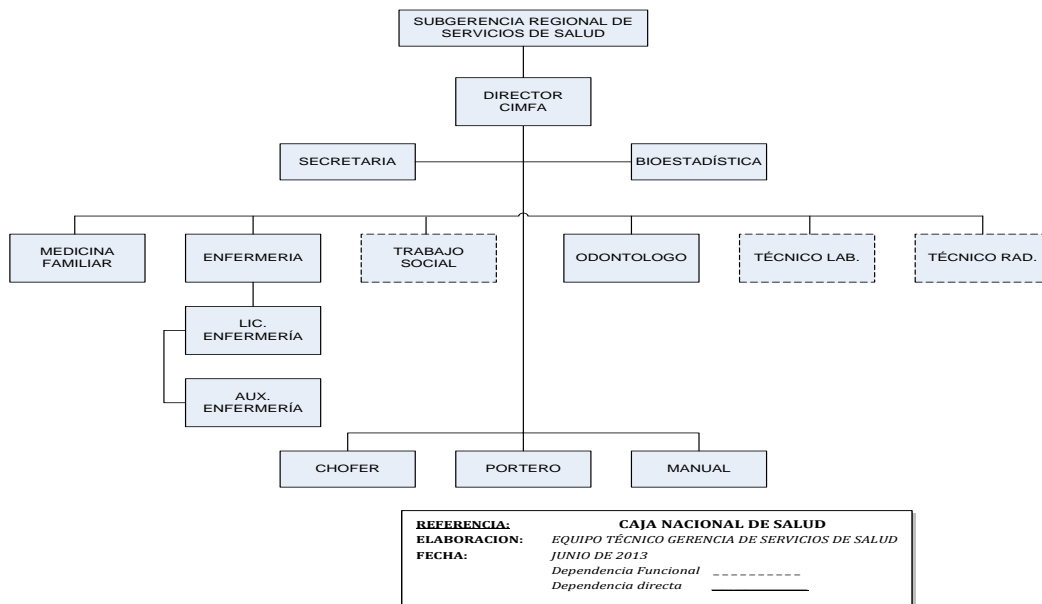 SUBGERENCIA REGIONAL DE
SERVICIOS DE SALUD
DIRECTOR
CIMFA
SECRETARIA
BIOESTADÍSTICA
MEDICINA
FAMILIAR
ENFERMERIA
TRABAJO
SOCIAL
ODONTOLOGO
TÉCNICO LAB.
TÉCNICO RAD.
LIC.
ENFERMERÍA
AUX.
ENFERMERÍA
CHOFER
PORTERO
MANUAL
REFERENCIA: CAJA NACIONAL DE SALUD
ELABORACION: EQUIPO TÉCNICO GERENCIA DE SERVICIOS DE SALUD
FECHA: JUNIO DE 2013
Dependencia Funcional
Dependencia directa